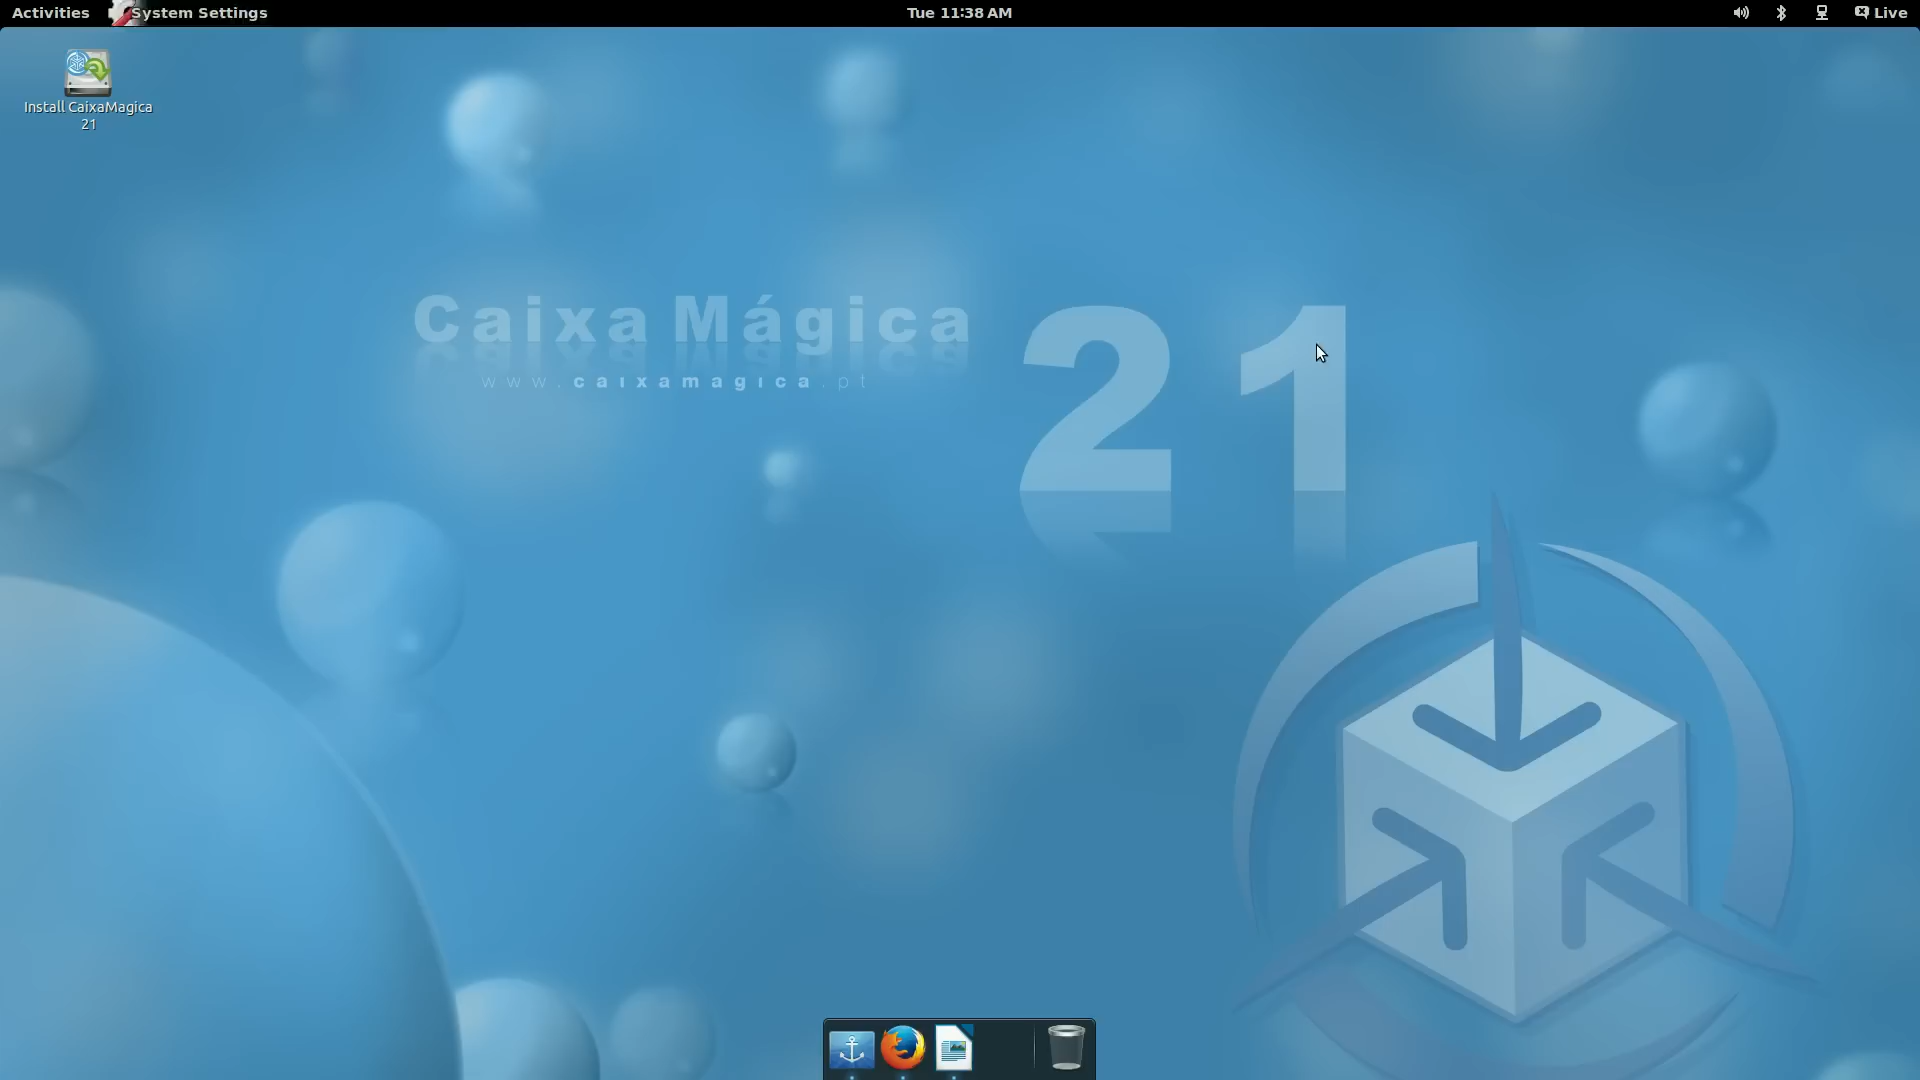 Activities System Settings Tue 11:38 AM Live
Install CaixaMagica
21
Caixa Mágica 21
www.caixamagica.pt